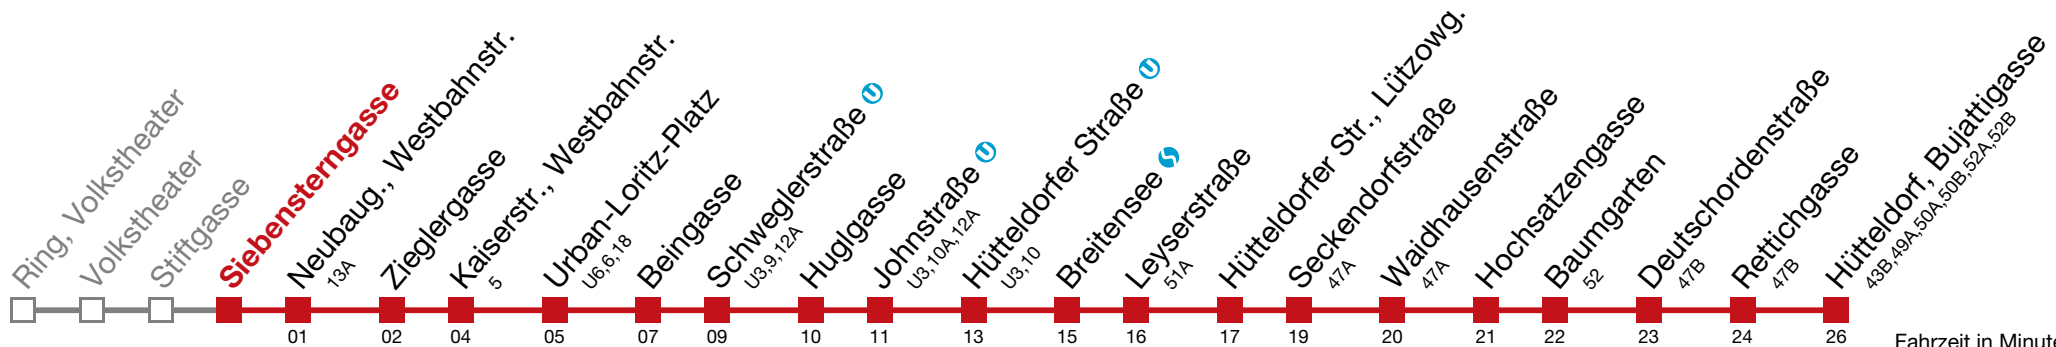 Ring, Volkstheater
Volkstheater
Stiftgasse
Siebensterngasse
Neubaug., Westbahnstr.
13A
Zieglergasse
Kaiserstr., Westbahnstr.
5
Urban-Loritz-Platz
U6,6,18
Beingasse
Schweglerstraße U
U3,9,12A
Huglgasse
Johnstraße U
U3,10A,12A
Hütteldorfer Straße U
U3,10
Breitensee S
Leyserstraße
51A
Hütteldorfer Str., Lützowg.
Seckendorfstraße
47A
Waidhausenstraße
47A
Hochsatzengasse
Baumgarten
52
Deutschordenstraße
47B
Rettichgasse
47B
Hütteldorf, Bujattigasse
43B,49A,50A,50B,52A,52B
01 02 04 05 07 09 10 11 13 15 16 17 19 20 21 22 23 24 26
Fahrzeit in Minute